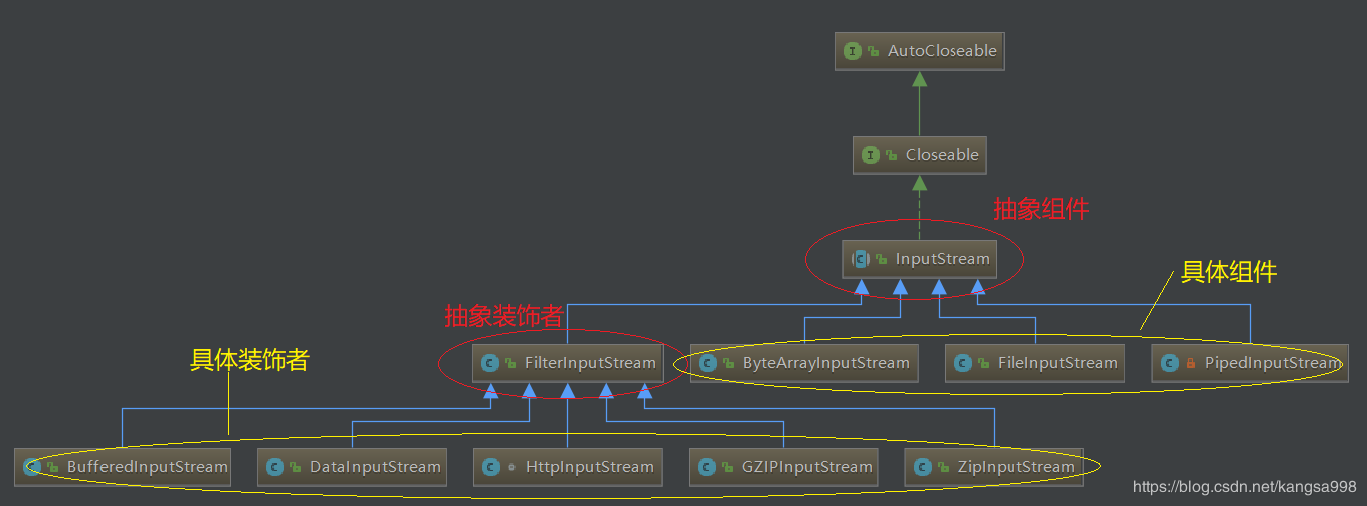 AutoCloseable
Closeable
抽象组件
InputStream
具体组件
抽象装饰者
具体装饰者
FilterInputStream
ByteArrayInputStream
FileInputStream
PipedInputStream
BufferedInputStream
DataInputStream
HttpInputStream
GZIPInputStream
ZipInputStream
https://blog.csdn.net/kangsa998